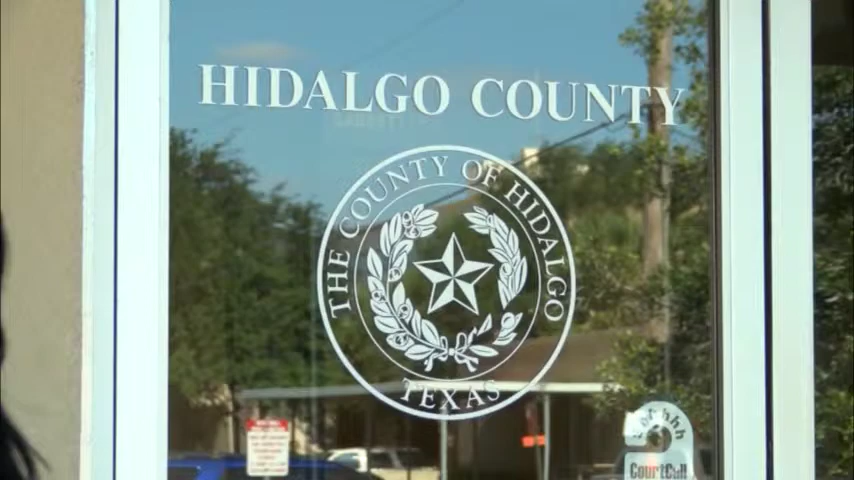 HIDALGO COUNTY
THE COUNTY OF HIDALGO
TEXAS
CourtCall